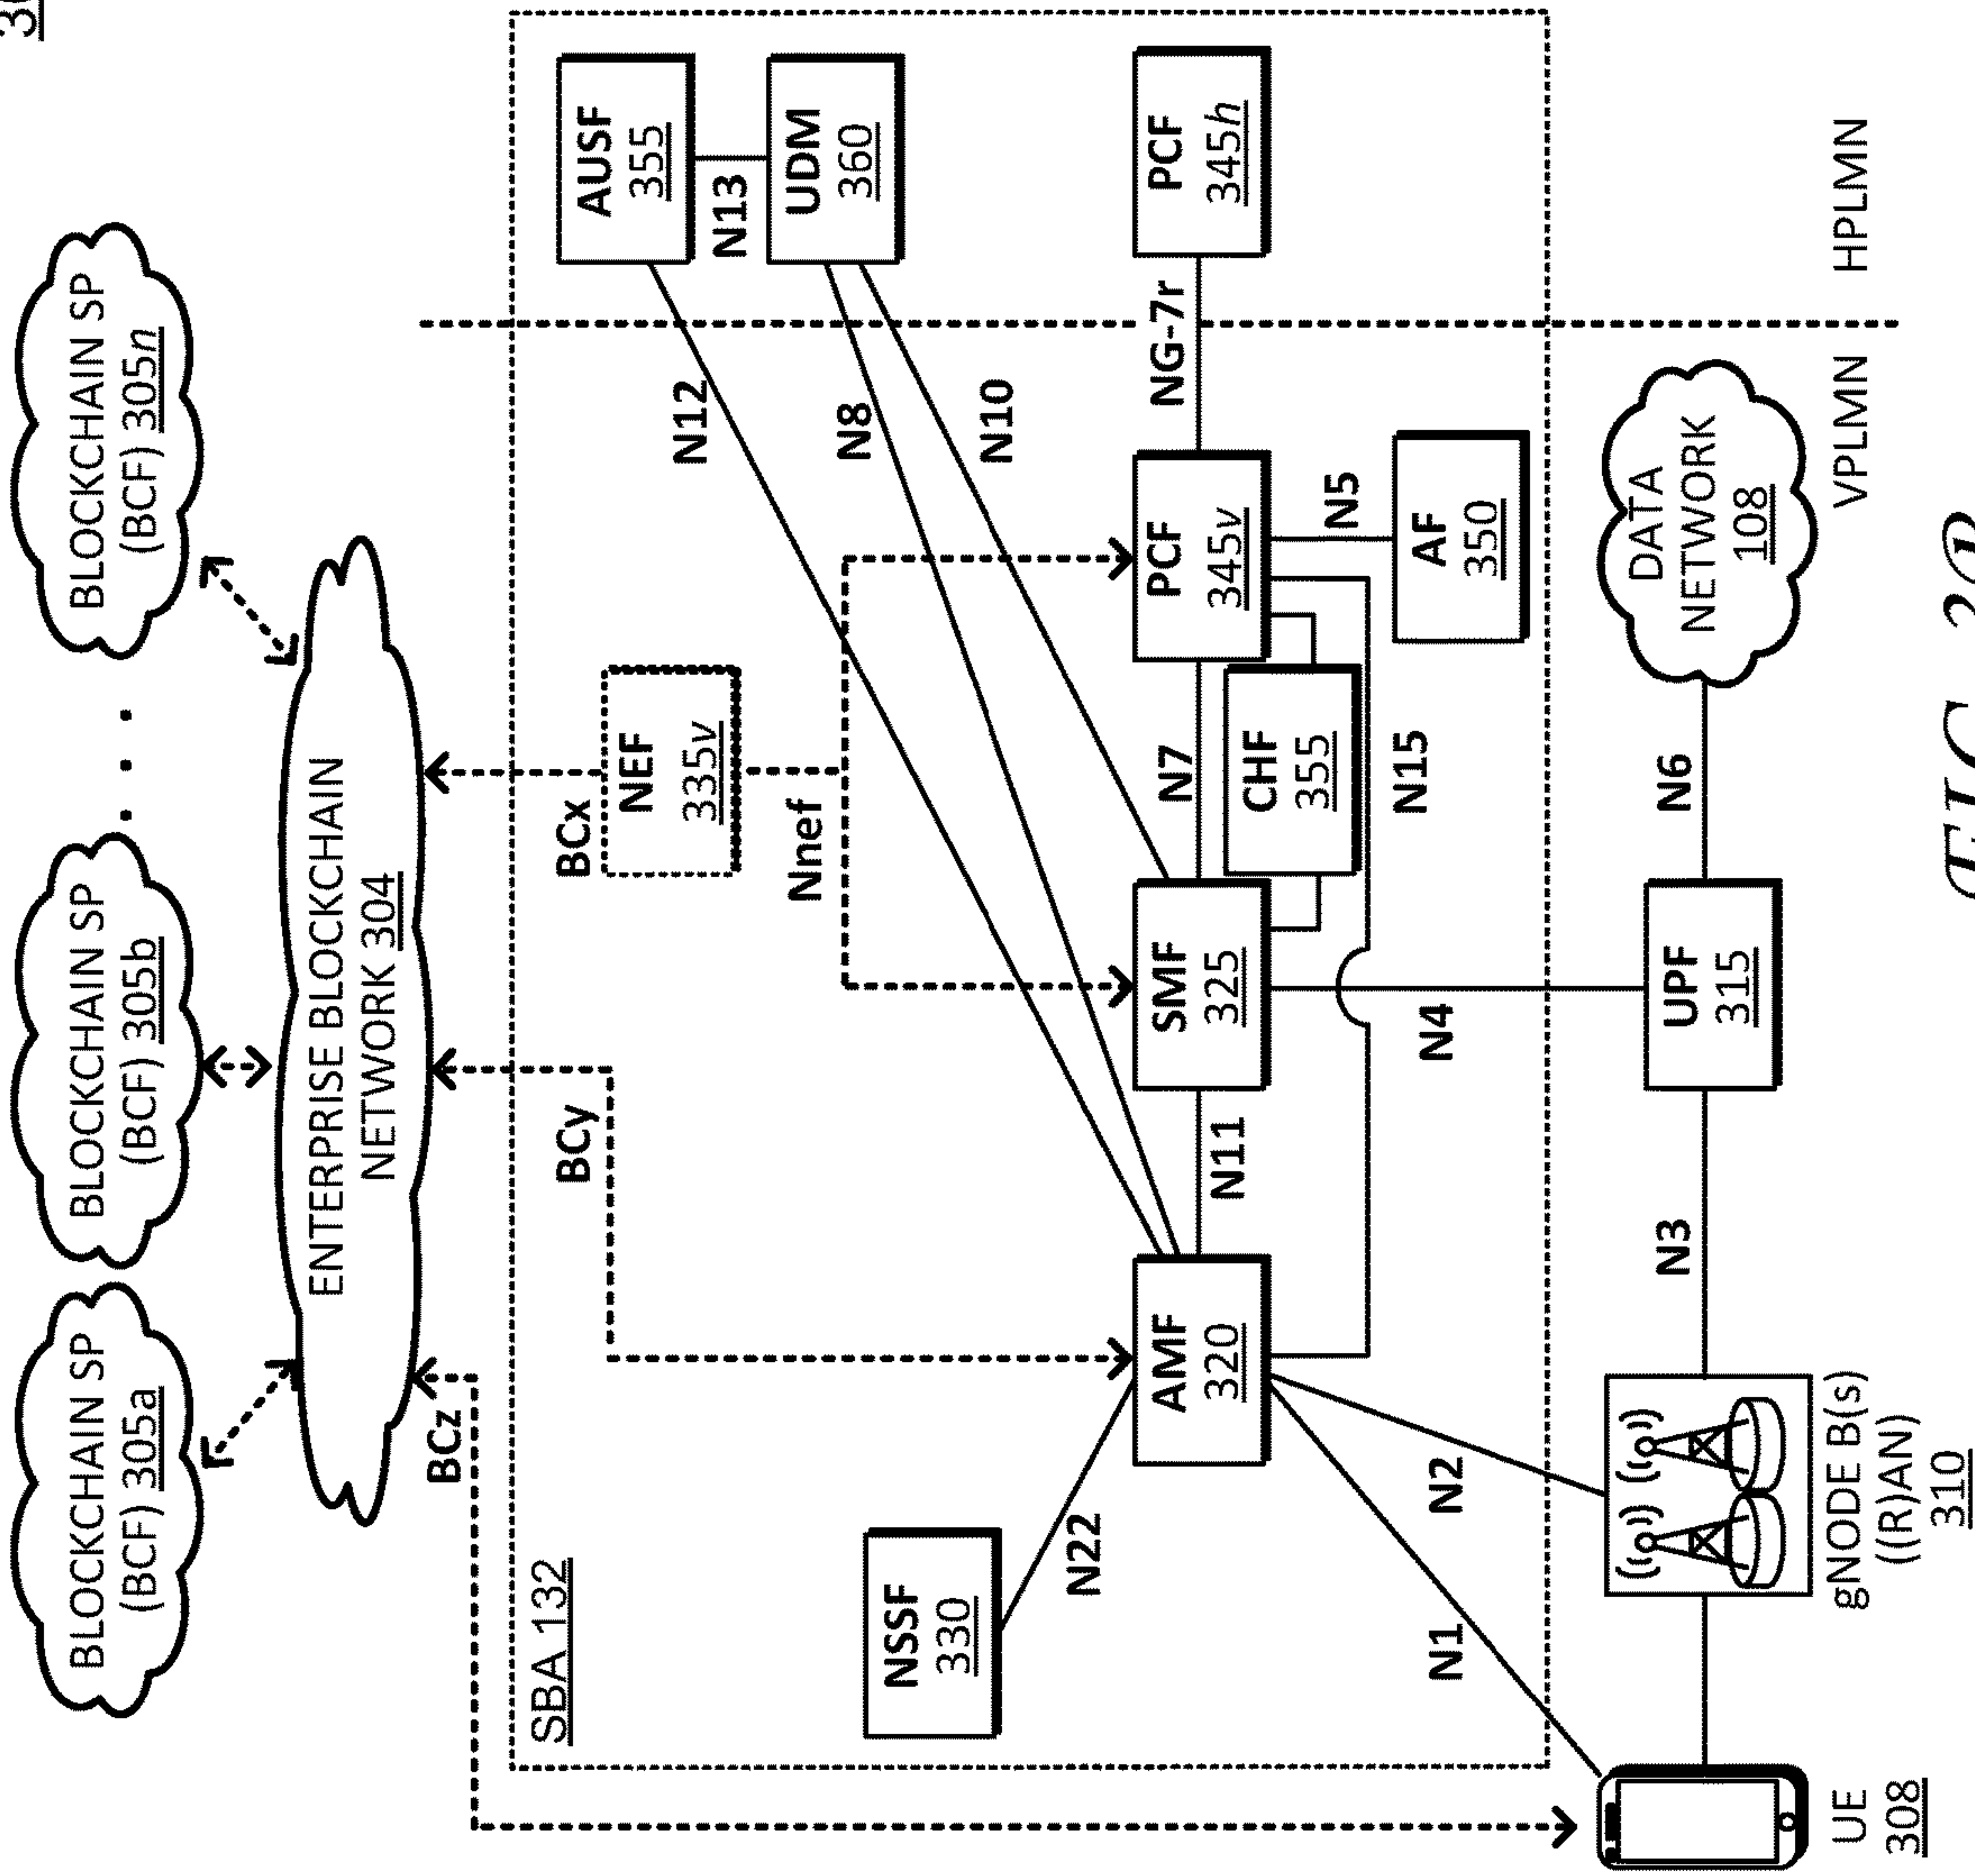 BLOCKCHAIN SP
(BCF) 305a
BLOCKCHAIN SP
(BCF) 305b
. . .
BLOCKCHAIN SP
(BCF) 305n
ENTERPRISE BLOCKCHAIN
NETWORK 304
BCz
BCy
BCx
SBA 132
NEF
335v
Nnef
AUSF
355
N13
UDM
360
N12
N8
N10
NSSF
330
N22
AMF
320
N11
SMF
325
N7
PCF
345v
NG-7r
PCF
345h
CHF
355
N15
N5
AF
350
N1
N2
N4
UE
308
gNODE B(s)
((R)AN)
310
N3
UPF
315
N6
DATA
NETWORK
108
VPLMN
HPLMN